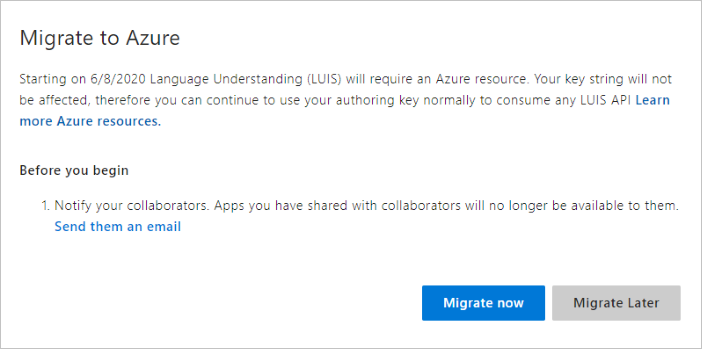 Migrate to Azure
Starting on 6/8/2020 Language Understanding (LUIS) will require an Azure resource. Your key string will not
be affected, therefore you can continue to use your authoring key normally to consume any LUIS API Learn
more Azure resources.
Before you begin
1. Notify your collaborators. Apps you have shared with collaborators will no longer be available to them.
Send them an email
Migrate now Migrate Later